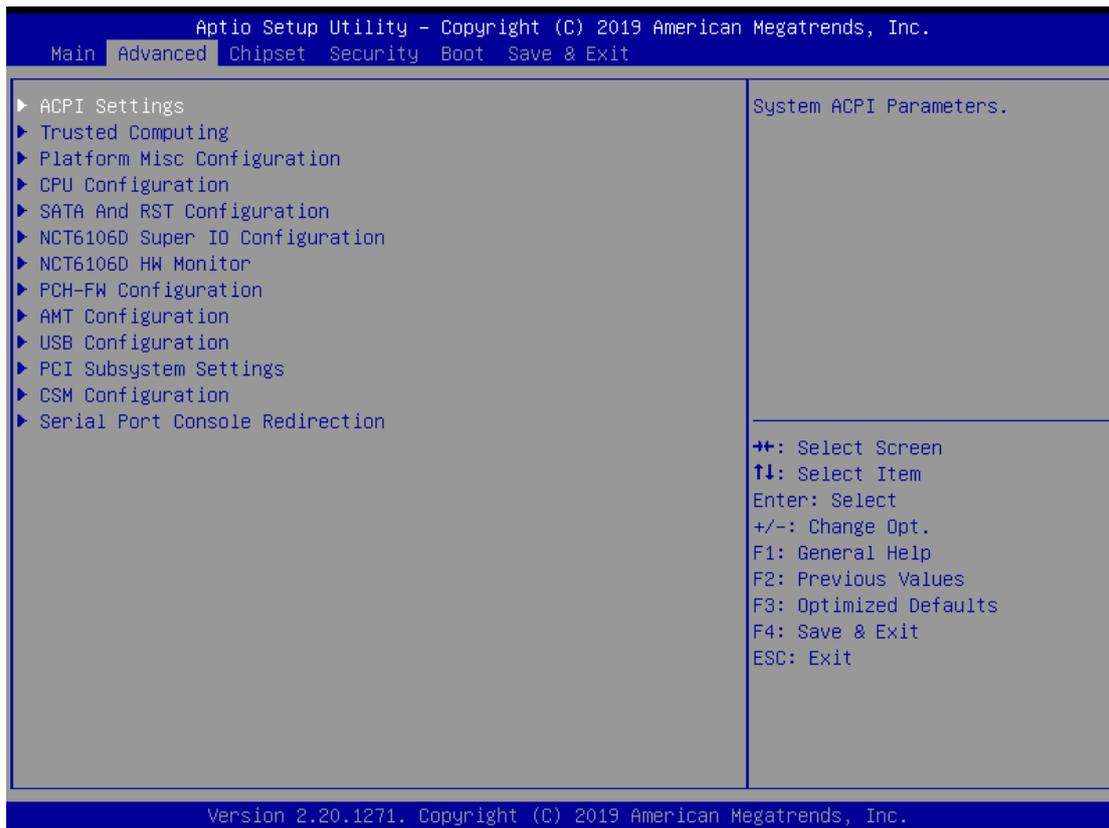 Aptio Setup Utility – Copyright (C) 2019 American Megatrends, Inc.
Main Advanced Chipset Security Boot Save & Exit
▶ ACPI Settings
▶ Trusted Computing
▶ Platform Misc Configuration
▶ CPU Configuration
▶ SATA And RST Configuration
▶ NCT6106D Super IO Configuration
▶ NCT6106D HW Monitor
▶ PCH-FW Configuration
▶ AMT Configuration
▶ USB Configuration
▶ PCI Subsystem Settings
▶ CSM Configuration
▶ Serial Port Console Redirection
System ACPI Parameters.
→←: Select Screen
↑↓: Select Item
Enter: Select
+/-: Change Opt.
F1: General Help
F2: Previous Values
F3: Optimized Defaults
F4: Save & Exit
ESC: Exit
Version 2.20.1271. Copyright (C) 2019 American Megatrends, Inc.